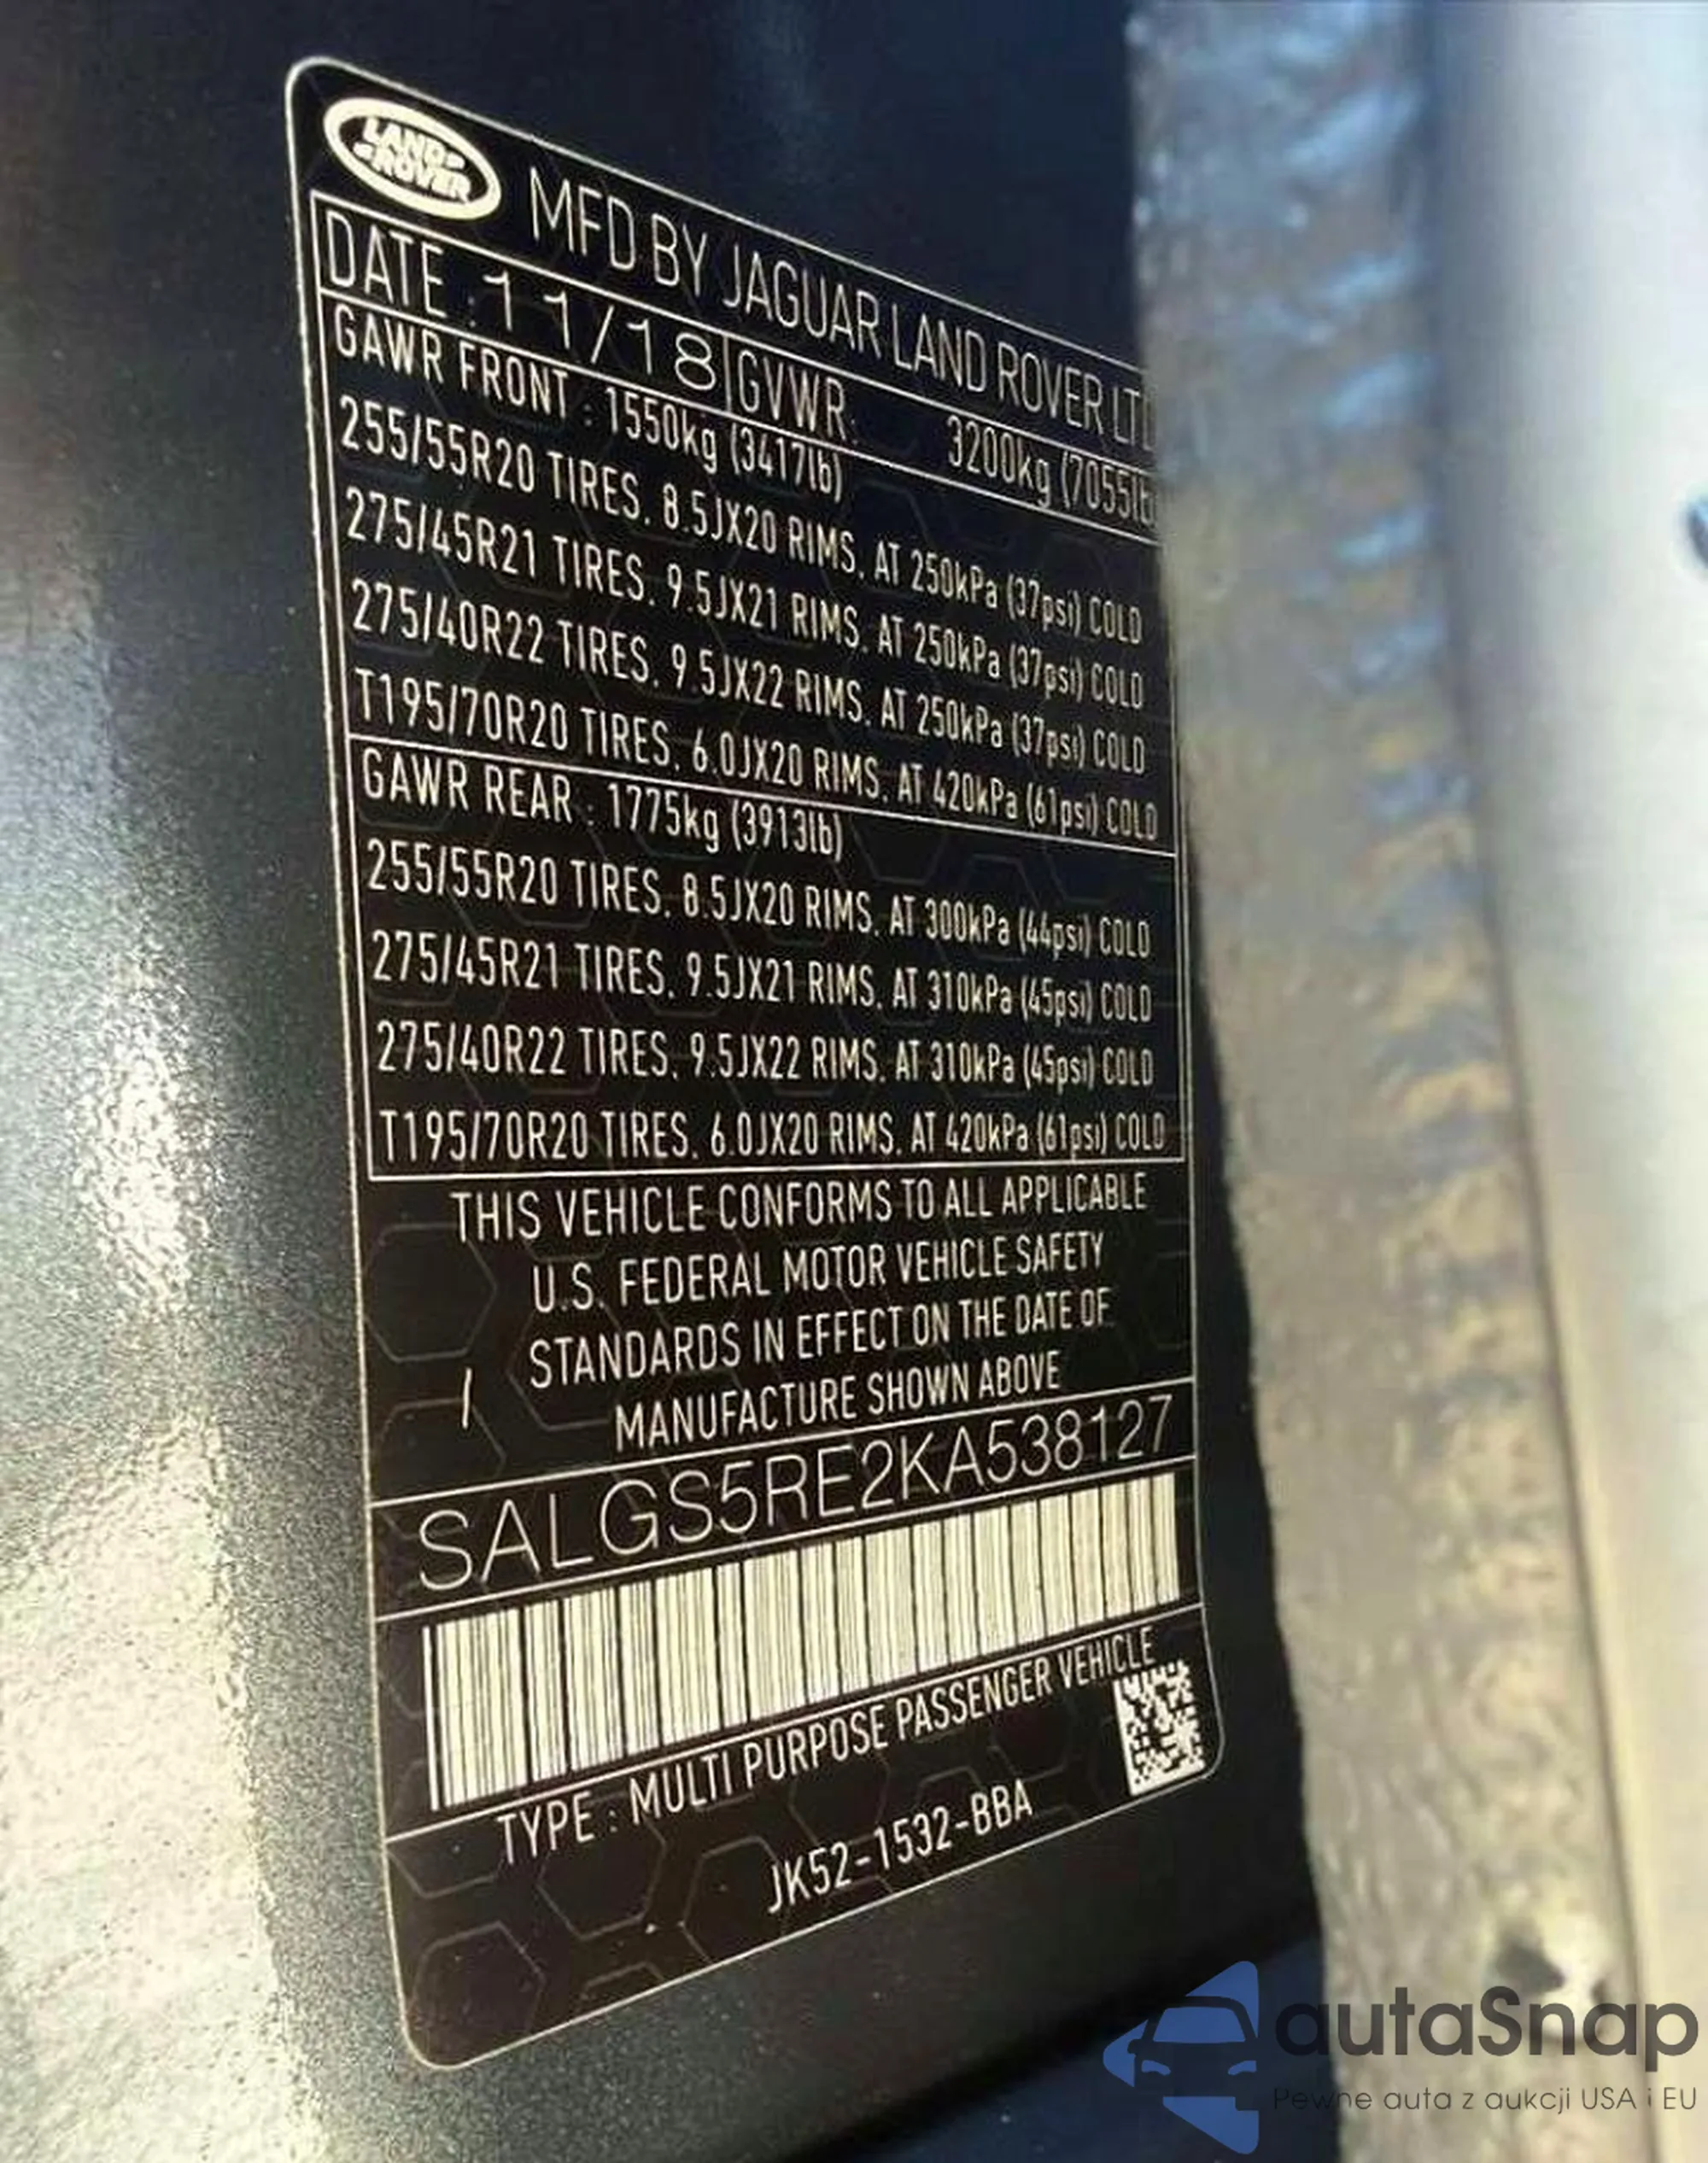 LAND
ROVER
MFD BY JAGUAR LAND ROVER LTD
DATE : 11/18 GVWR: 3200kg (7055lb
GAWR FRONT : 1550kg (3417lb)
255/55R20 TIRES. 8.5JX20 RIMS. AT 250kPa (37psi) COLD
275/45R21 TIRES. 9.5JX21 RIMS. AT 250kPa (37psi) COLD
275/40R22 TIRES. 9.5JX22 RIMS. AT 250kPa (37psi) COLD
T195/70R20 TIRES. 6.0JX20 RIMS. AT 420kPa (61psi) COLD
GAWR REAR : 1775kg (3913lb)
255/55R20 TIRES. 8.5JX20 RIMS. AT 300kPa (44psi) COLD
275/45R21 TIRES. 9.5JX21 RIMS. AT 310kPa (45psi) COLD
275/40R22 TIRES. 9.5JX22 RIMS. AT 310kPa (45psi) COLD
T195/70R20 TIRES. 6.0JX20 RIMS. AT 420kPa (61psi) COLD
THIS VEHICLE CONFORMS TO ALL APPLICABLE
U.S. FEDERAL MOTOR VEHICLE SAFETY
STANDARDS IN EFFECT ON THE DATE OF
MANUFACTURE SHOWN ABOVE
SALGS5RE2KA538127
TYPE : MULTI PURPOSE PASSENGER VEHICLE
JK52-1532-BBA
autaSnap
Pewne auta z aukcji USA i EU